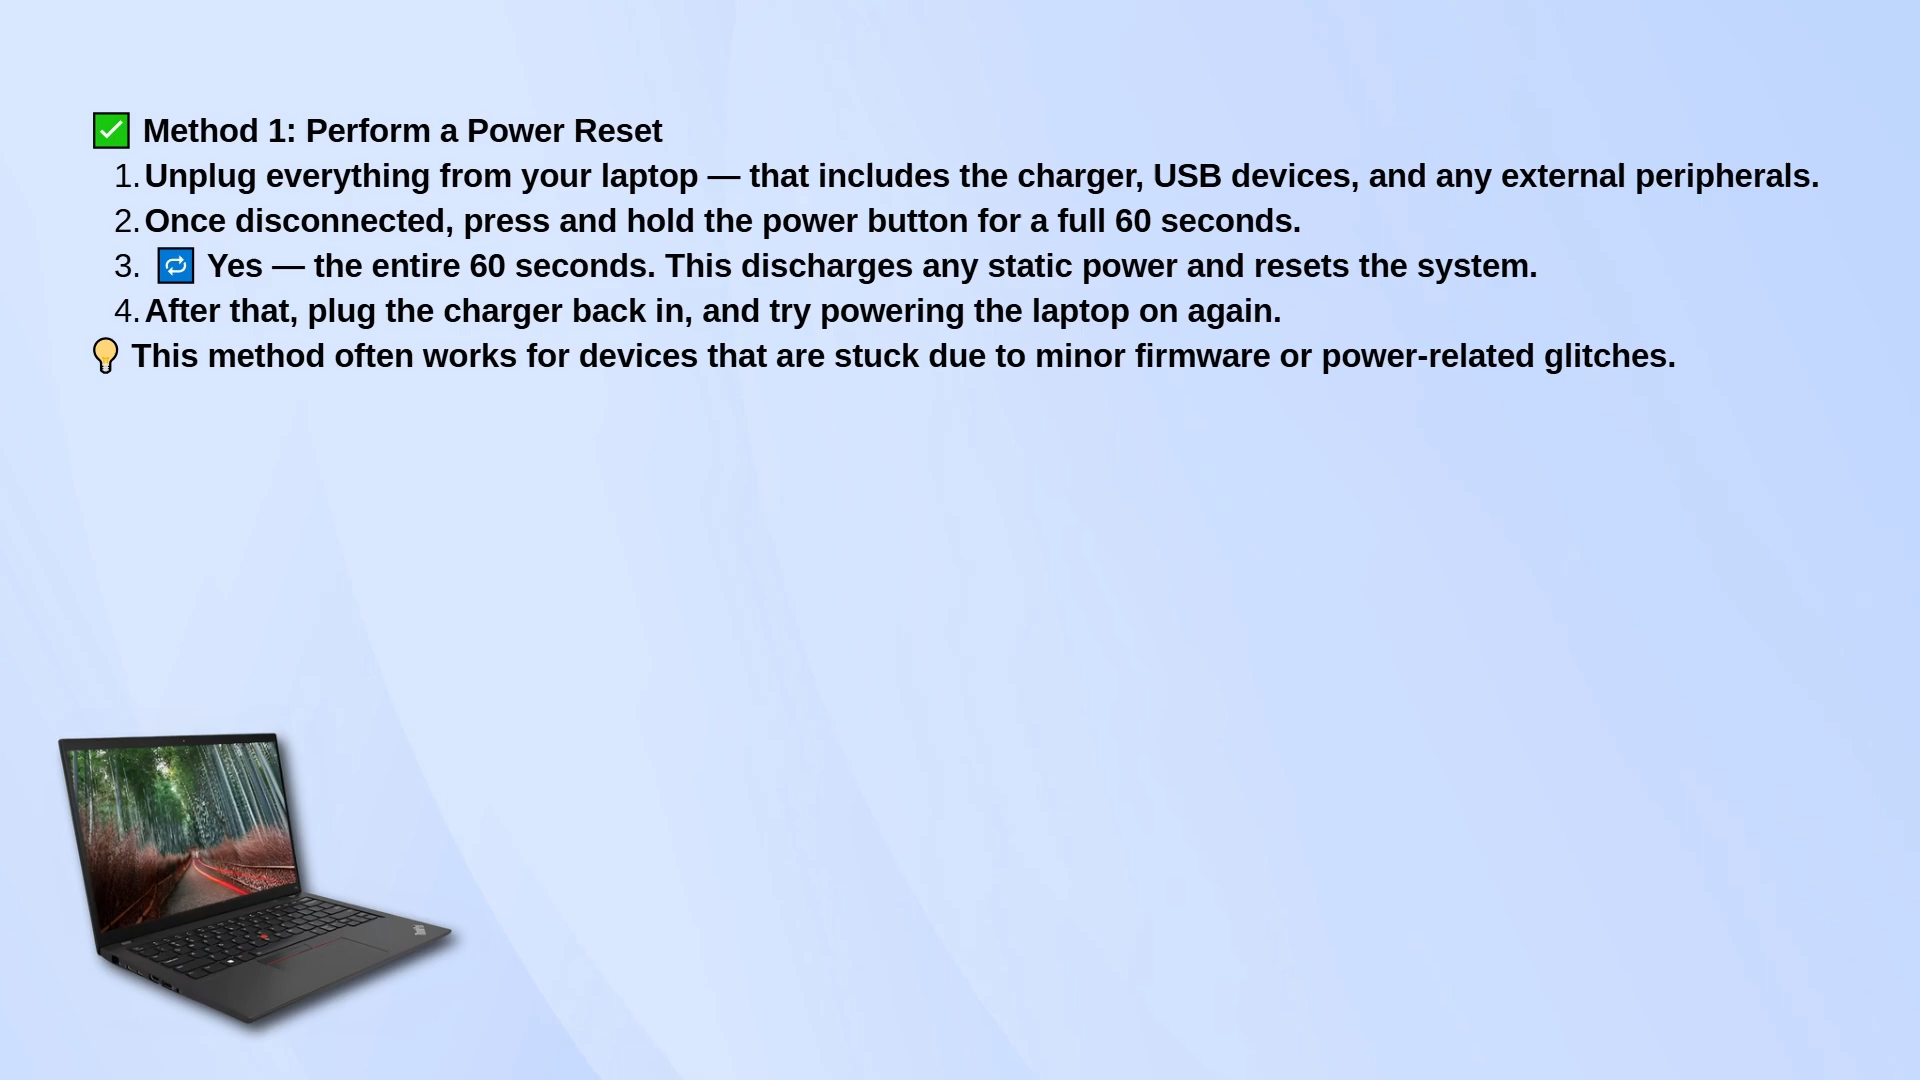 ✅ Method 1: Perform a Power Reset
1. Unplug everything from your laptop — that includes the charger, USB devices, and any external peripherals.
2. Once disconnected, press and hold the power button for a full 60 seconds.
3. 🔁 Yes — the entire 60 seconds. This discharges any static power and resets the system.
4. After that, plug the charger back in, and try powering the laptop on again.
💡 This method often works for devices that are stuck due to minor firmware or power-related glitches.